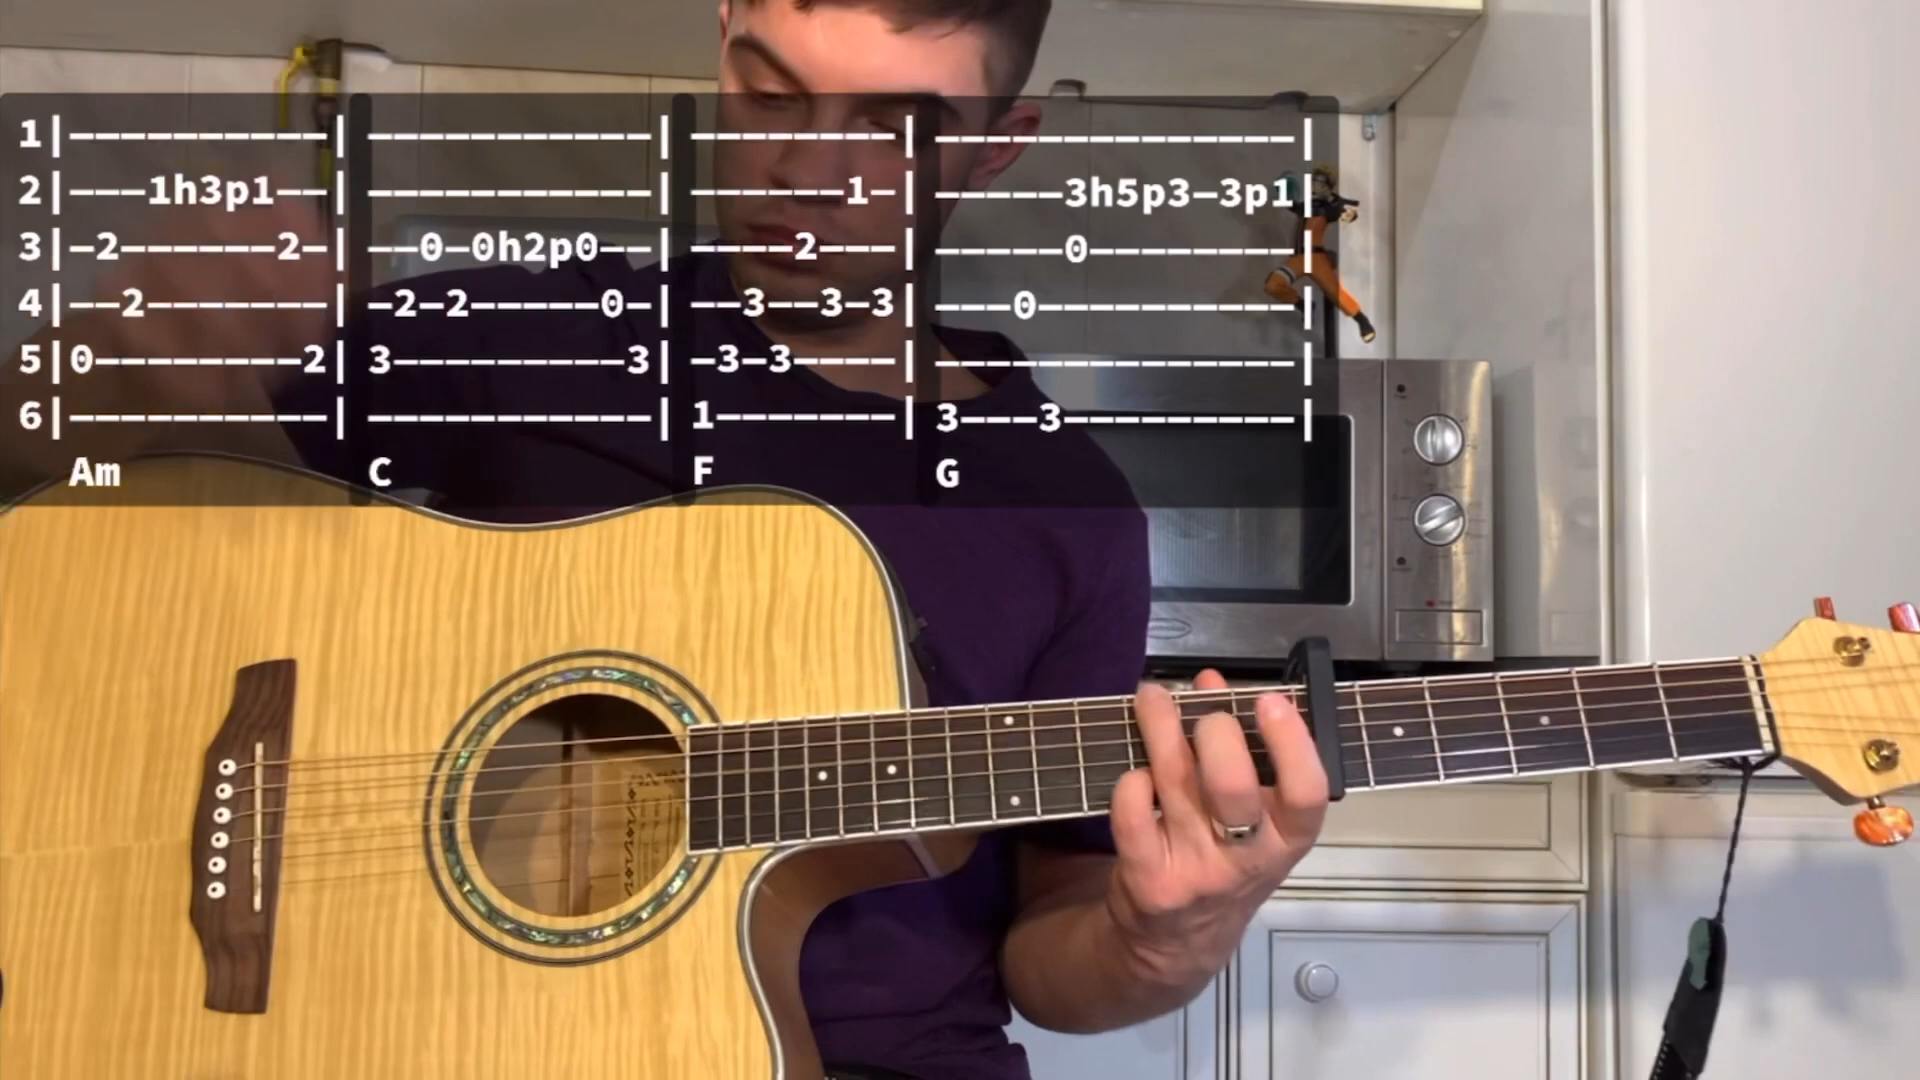 1|-----------| |-----------| |--------| |--------------|
2|---1h3p1--| |-----------| |------1-| |-----3h5p3-3p1|
3|-2------2-| |--0-0h2p0--| |----2---| |-----0--------|
4|--2-------| |-2-2-----0-| |--3--3-3| |---0----------|
5|0--------2| |3---------3| |-3-3----| |--------------|
6|----------| |-----------| |1-------| |3---3---------|
Am C F G